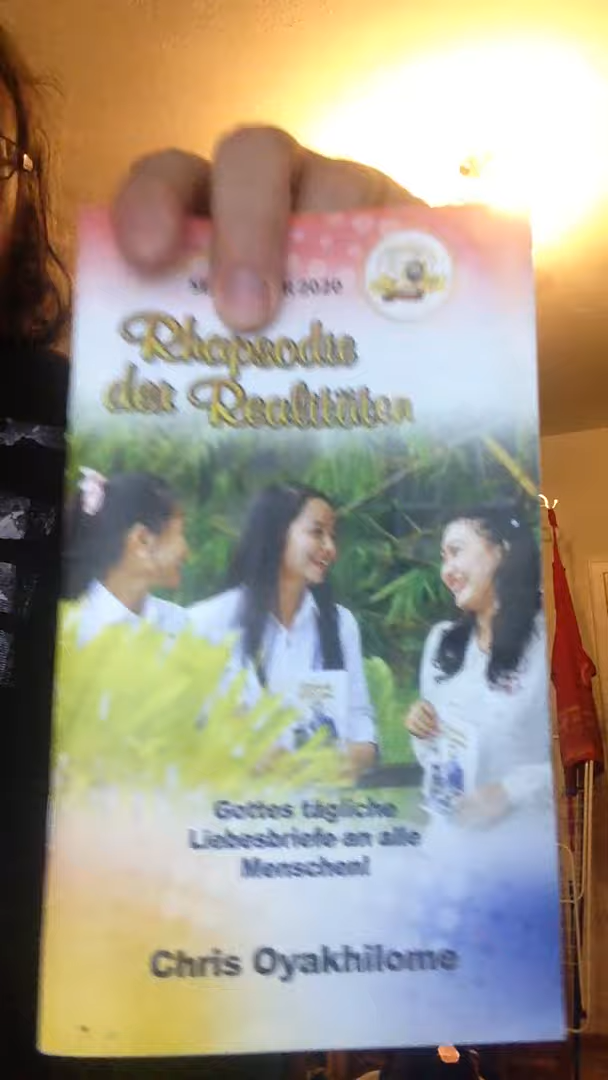 2020
Rhapsodie
der Realitäten
Gottes tägliche
Liebesbriefe an alle
Menschen!
Chris Oyakhilome